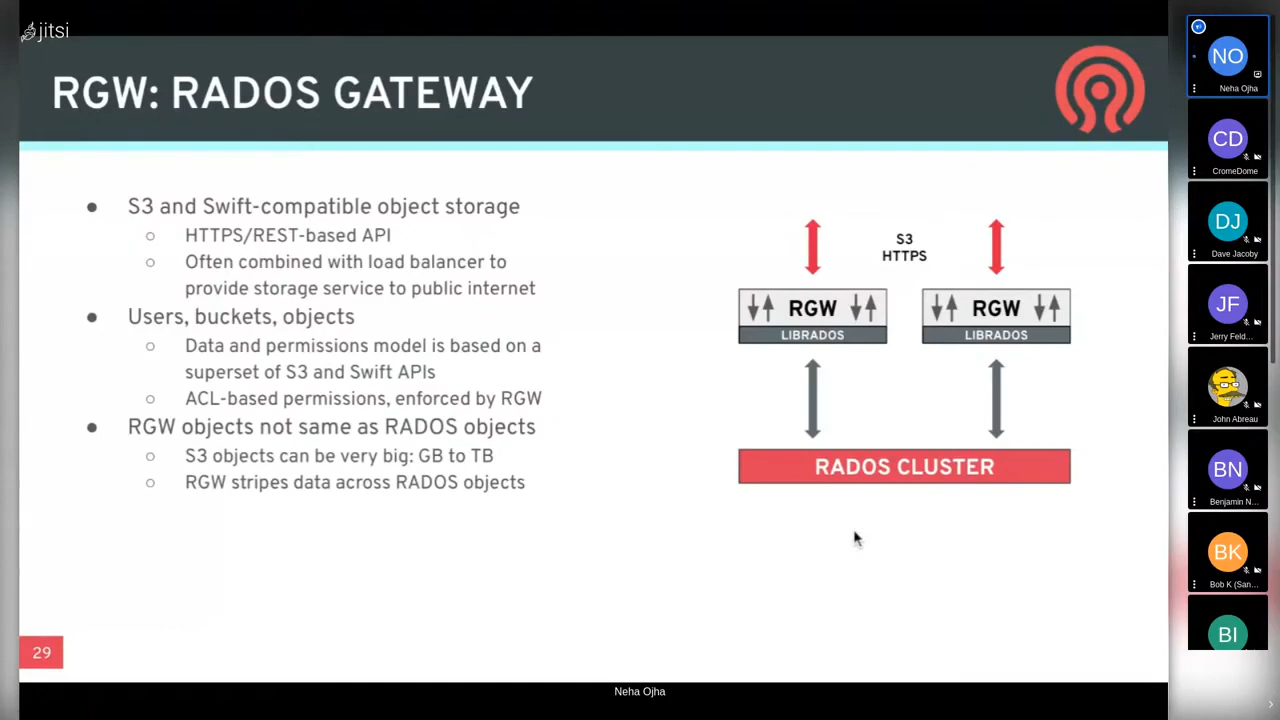 jitsi
RGW: RADOS GATEWAY
● S3 and Swift-compatible object storage
○ HTTPS/REST-based API
○ Often combined with load balancer to
provide storage service to public internet
● Users, buckets, objects
○ Data and permissions model is based on a
superset of S3 and Swift APIs
○ ACL-based permissions, enforced by RGW
● RGW objects not same as RADOS objects
○ S3 objects can be very big: GB to TB
○ RGW stripes data across RADOS objects
S3
HTTPS
RGW
LIBRADOS
RGW
LIBRADOS
RADOS CLUSTER
29
Neha Ojha
NO
Neha Ojha
CD
CromeDome
DJ
Dave Jacoby
JF
Jerry Feld...
John Abreau
BN
Benjamin N...
BK
Bob K (San...
BI